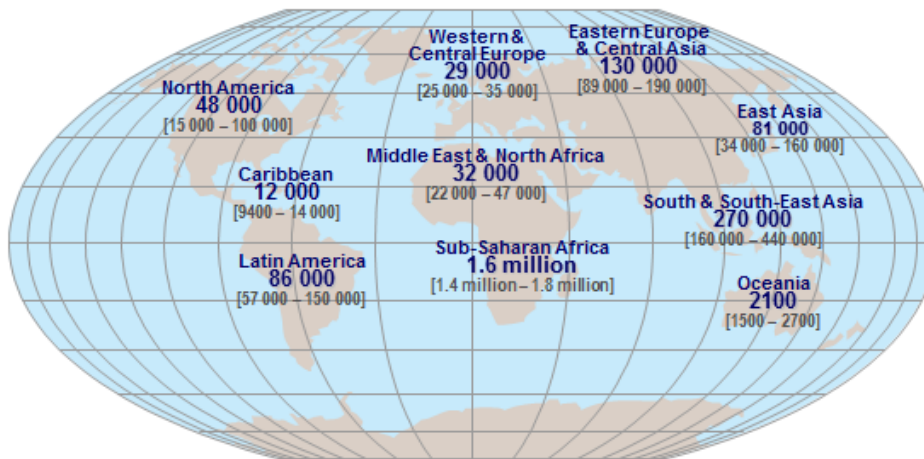 Western &
Central Europe
29 000
[25 000 – 35 000]
Eastern Europe
& Central Asia
130 000
[89 000 – 190 000]
North America
48 000
[15 000 – 100 000]
East Asia
81 000
[34 000 – 160 000]
Middle East & North Africa
32 000
[22 000 – 47 000]
Caribbean
12 000
[9400 – 14 000]
South & South-East Asia
270 000
[160 000 – 440 000]
Sub-Saharan Africa
1.6 million
[1.4 million – 1.8 million]
Latin America
86 000
[57 000 – 150 000]
Oceania
2100
[1500 – 2700]